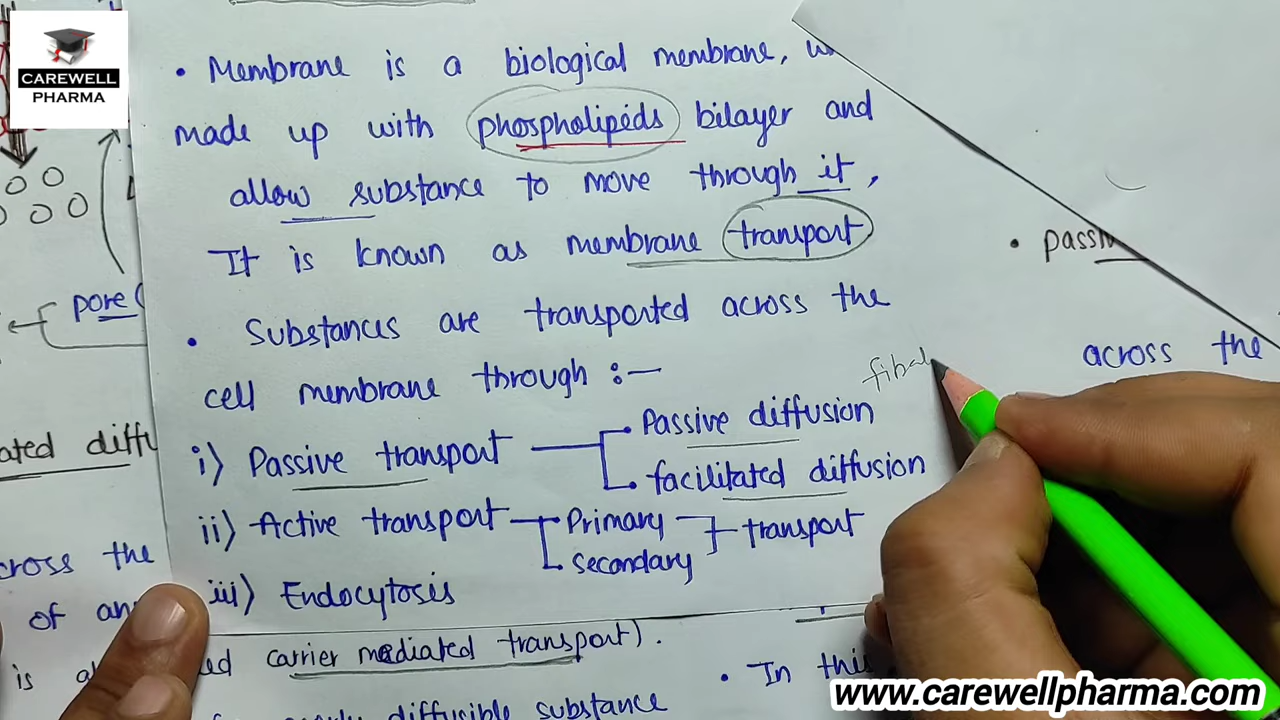 CAREWELL
PHARMA
• Membrane is a biological membrane,
made up with phospholipids bilayer and
allow substance to move through it,
It is known as membrane transport
• Substances are transported across the
cell membrane through :—
i) Passive transport
Passive diffusion
facilitated diffusion
ii) Active transport
Primary
secondary
transport
iii) Endocytosis
carrier mediated transport).
diffusible substance
pore (
ated diffu
cross the
of an
is
• passiv
across the
• In this
www.carewellpharma.com